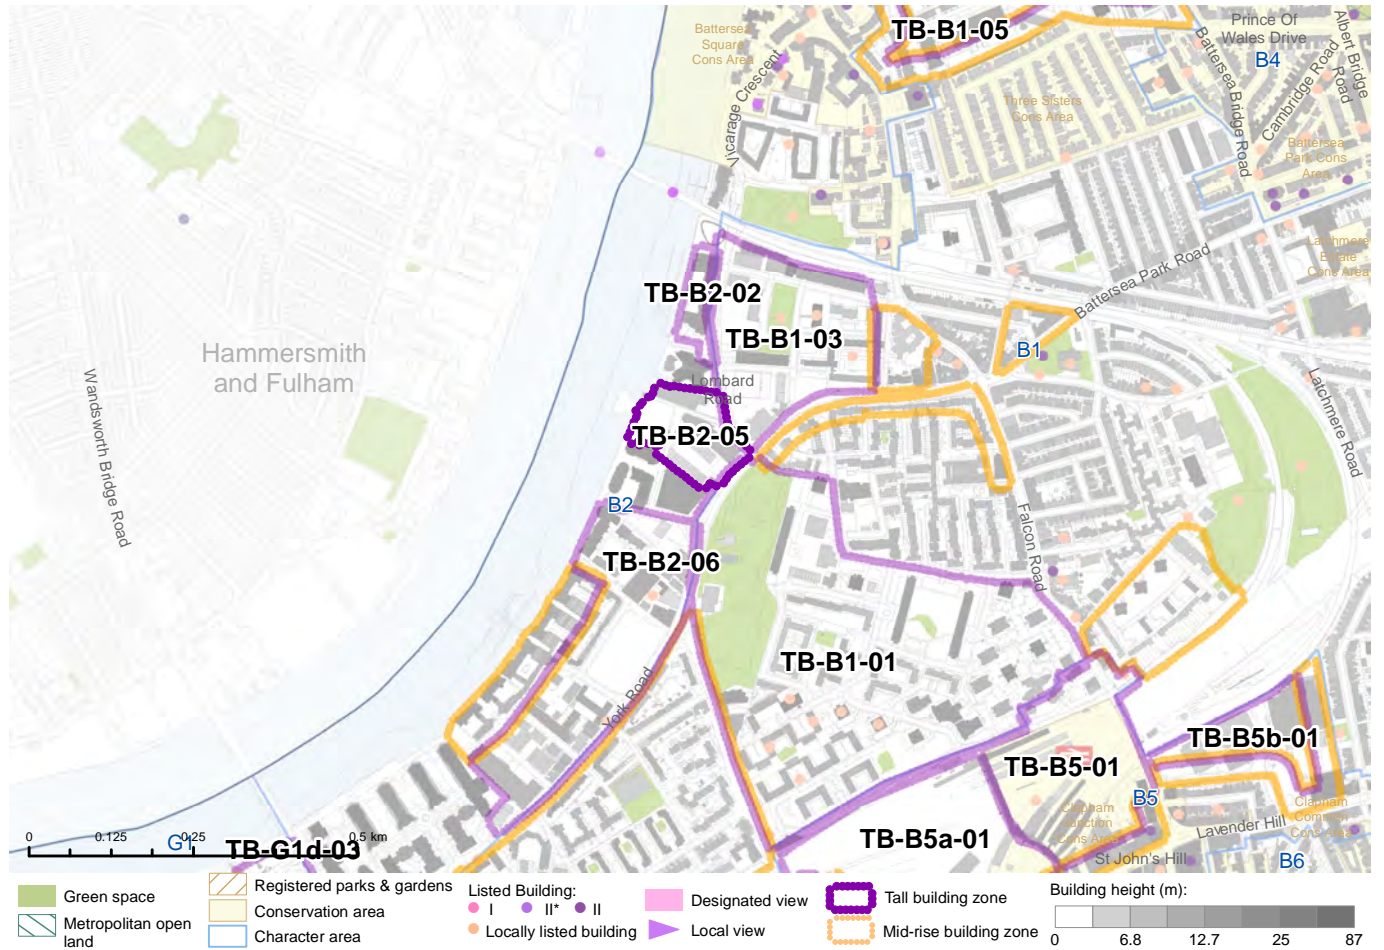 TB-B1-05
Prince Of
Wales Drive
B4
Albert Bridge
Road
Battersea
Square
Cons Area
Vicarage Crescent
Battersea Bridge Road
Cambridge Road
Three Sisters
Cons Area
Battersea
Park Cons
Area
Latchmere
Estate
Cons Area
Battersea Park Road
TB-B2-02
TB-B1-03
B1
Hammersmith
and Fulham
Lombard
Road
Latchmere Road
Wandsworth Bridge Road
TB-B2-05
B2
Falcon Road
TB-B2-06
TB-B1-01
York Road
TB-B5-01
TB-B5b-01
B5
Clapham
Junction
Cons Area
Clapham
Common
Cons Area
Lavender Hill
TB-B5a-01
St John's Hill
B6
0 0.125 0.25 0.5 km
G1
TB-G1d-03
Green space
Metropolitan open
land
Registered parks & gardens
Conservation area
Character area
Listed Building:
I II* II
Locally listed building
Designated view
Local view
Tall building zone
Mid-rise building zone
Building height (m):
0 6.8 12.7 25 87